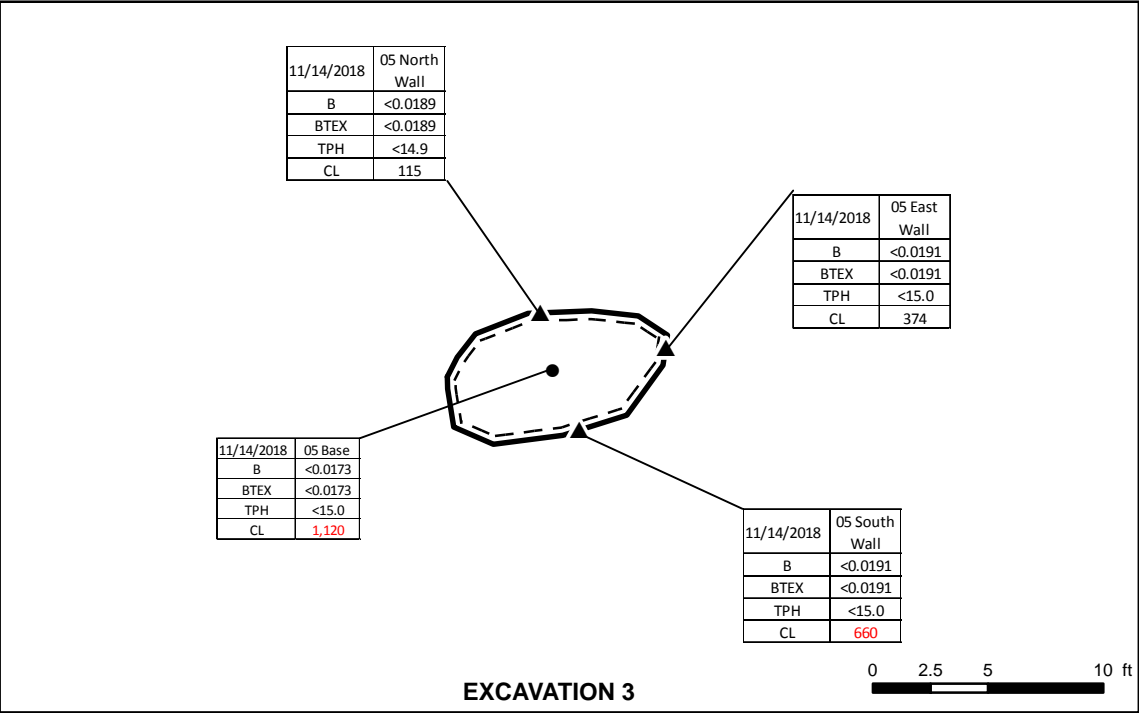 11/14/2018 05 North
Wall
B <0.0189
BTEX <0.0189
TPH <14.9
CL 115
11/14/2018 05 East
Wall
B <0.0191
BTEX <0.0191
TPH <15.0
CL 374
11/14/2018 05 Base
B <0.0173
BTEX <0.0173
TPH <15.0
CL 1,120
11/14/2018 05 South
Wall
B <0.0191
BTEX <0.0191
TPH <15.0
CL 660
0 2.5 5 10 ft
EXCAVATION 3